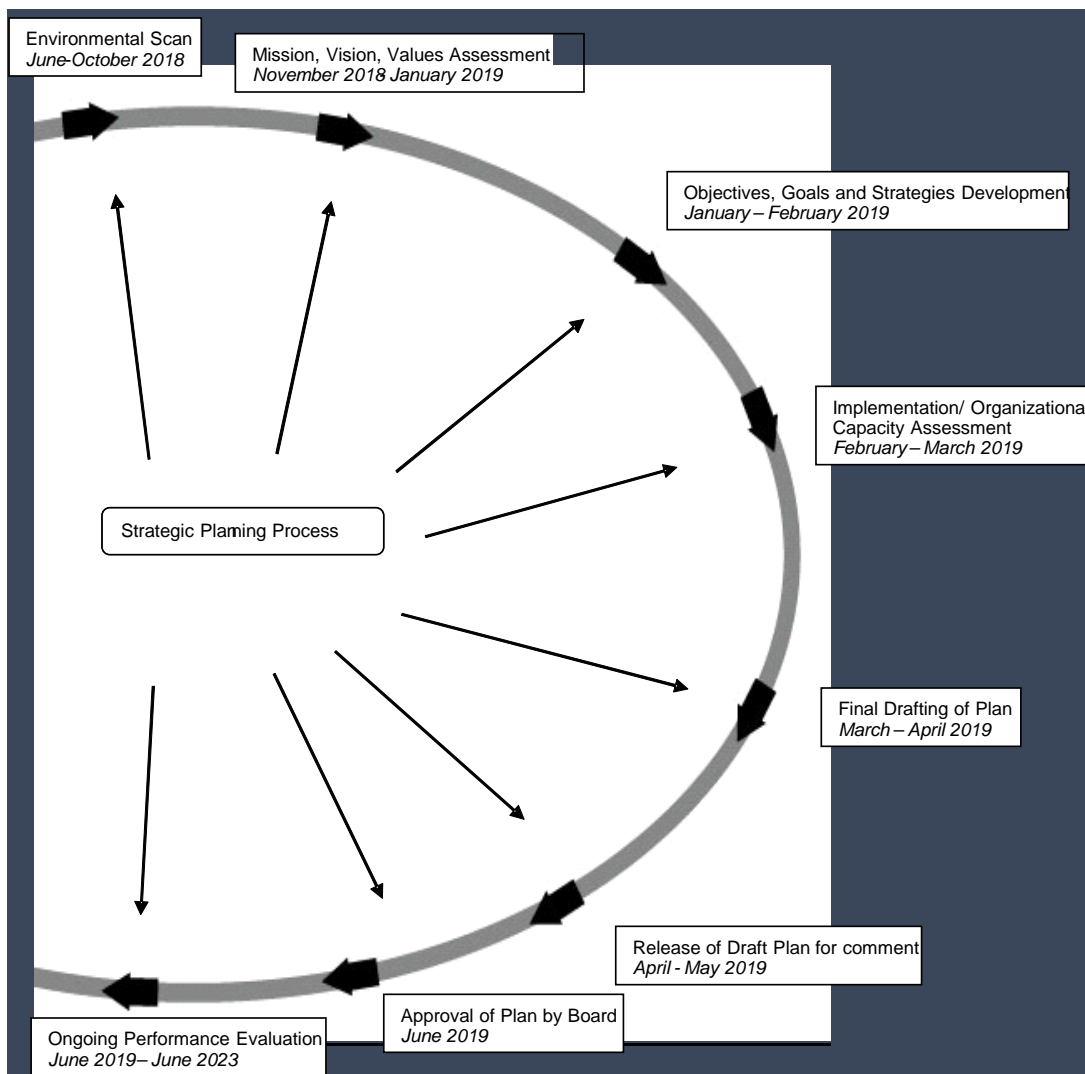 Environmental Scan
June-October 2018
Mission, Vision, Values Assessment
November 2018- January 2019
Objectives, Goals and Strategies Development
January – February 2019
Implementation/ Organizationa
Capacity Assessment
February – March 2019
Strategic Planning Process
Final Drafting of Plan
March – April 2019
Release of Draft Plan for comment
April - May 2019
Approval of Plan by Board
June 2019
Ongoing Performance Evaluation
June 2019 – June 2023